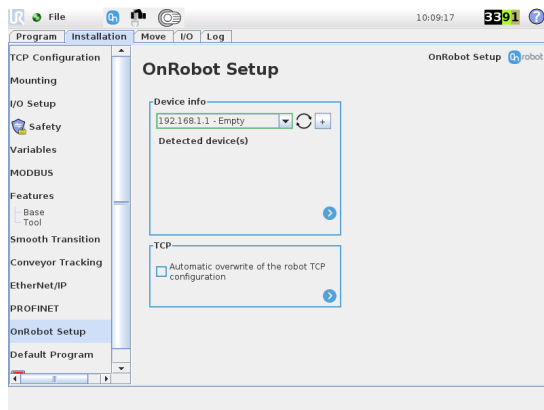 UR File 10:09:17 3391 ?
Program Installation Move I/O Log
TCP Configuration
Mounting
I/O Setup
Safety
Variables
MODBUS
Features
Base
Tool
Smooth Transition
Conveyor Tracking
EtherNet/IP
PROFINET
OnRobot Setup
Default Program
OnRobot Setup
OnRobot Setup
robot
Device info
192.168.1.1 - Empty
+
Detected device(s)
TCP
Automatic overwrite of the robot TCP
configuration